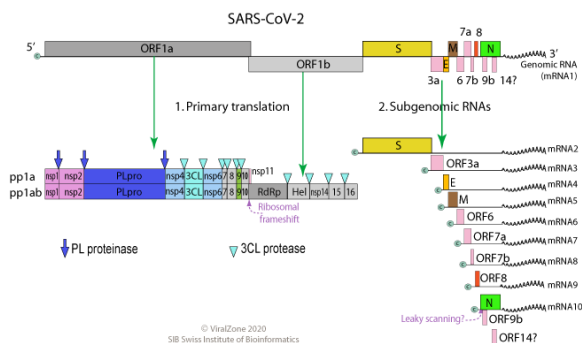 SARS-CoV-2
7a 8
5' ORF1a S M N 3'
ORF1b E Genomic RNA
(mRNA1)
3a 6 7b 9b 14?
1. Primary translation 2. Subgenomic RNAs
S mRNA2
ORF3a mRNA3
E mRNA4
M mRNA5
ORF6 mRNA6
ORF7a mRNA7
ORF7b mRNA8
ORF8 mRNA9
N mRNA10
Leaky scanning? ORF9b
ORF14?
nsp11
pp1a nsp1 nsp2 PLpro nsp4 3CL nsp6 7 8 9 10
pp1ab nsp1 nsp2 PLpro nsp4 3CL nsp6 7 8 9 10 RdRp Hel nsp14 15 16
Ribosomal
frameshift
PL proteinase 3CL protease
© ViralZone 2020
SIB Swiss Institute of Bioinformatics